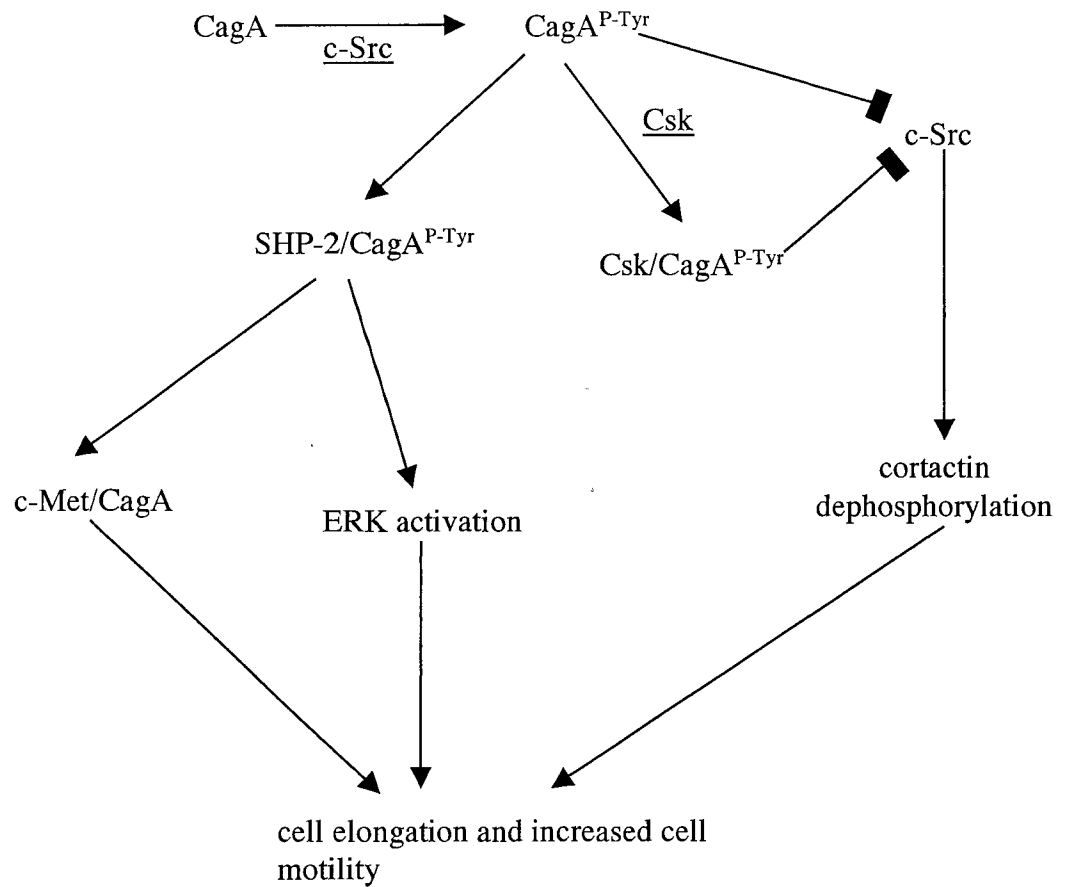 CagA
c-Src
CagA^P-Tyr
Csk
c-Src
SHP-2/CagA^P-Tyr
Csk/CagA^P-Tyr
c-Met/CagA
ERK activation
cortactin
dephosphorylation
cell elongation and increased cell
motility